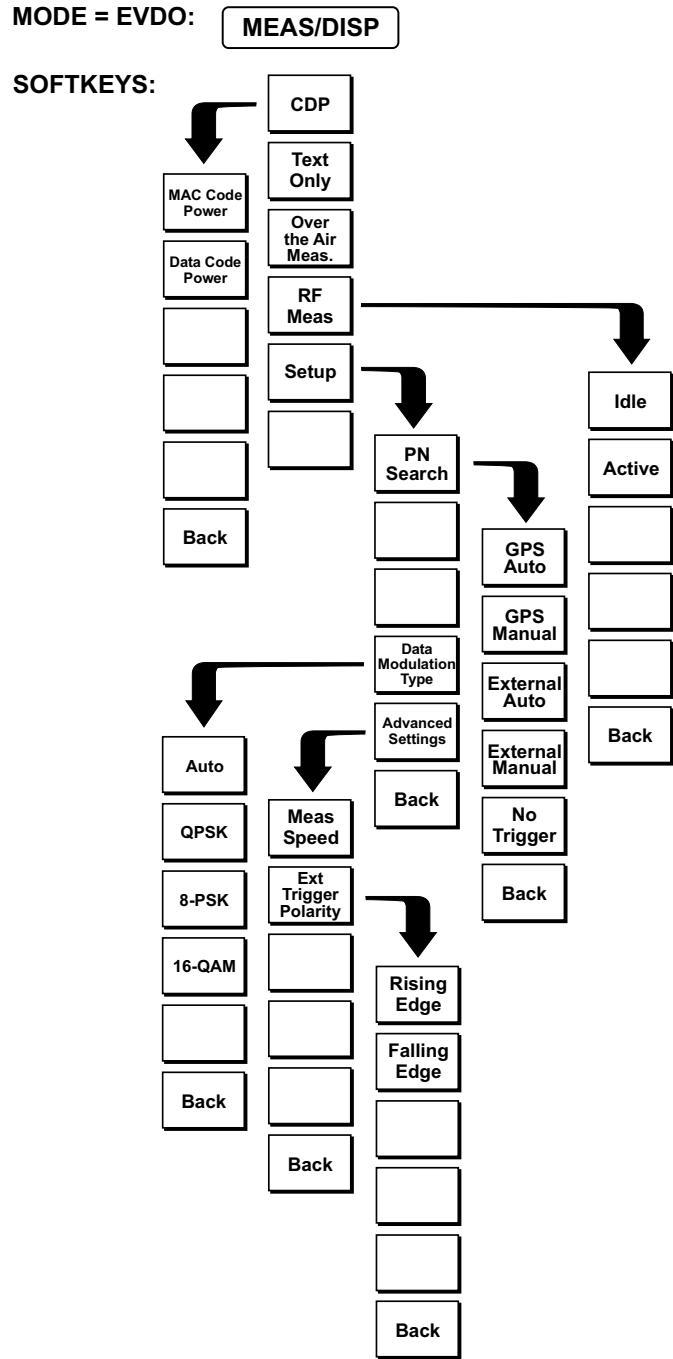 MODE = EVDO:
MEAS/DISP
SOFTKEYS:
CDP
Text
Only
Over
the Air
Meas.
RF
Meas
Setup
MAC Code
Power
Data Code
Power
Back
Idle
Active
Back
PN
Search
Data
Modulation
Type
Advanced
Settings
Back
GPS
Auto
GPS
Manual
External
Auto
External
Manual
No
Trigger
Back
Auto
QPSK
8-PSK
16-QAM
Back
Meas
Speed
Ext
Trigger
Polarity
Back
Rising
Edge
Falling
Edge
Back